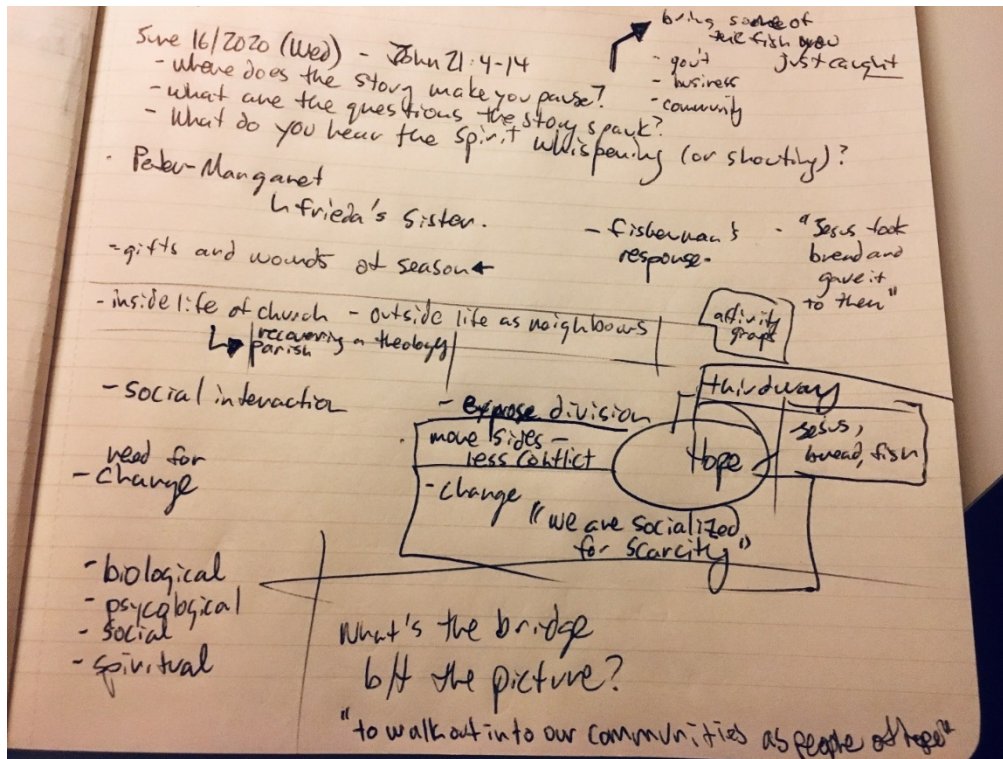 June 16/2020 (Wed) - John 21:4-14
- where does the story make you pause?
- what are the questions the story spark?
- What do you hear the Spirit whispering (or shouting)?
bring some of
the fish you
just caught
- gov't
- business
- community
Peter-Margaret
↳ frieda's sister.
- gifts and wounds of season ←
- fisherman's
response -
- "Jesus took
bread and
gave it
to them"
- inside life of church - outside life as neighbours
↳ recovering a theology
parish
activity
groups
- social interaction
- expose division
move sides -
less conflict
- change
"we are socialized
for scarcity"
third way
Hope
Jesus,
bread, fish
need for
- change
- biological
- psycological
- social
- spiritual
What's the bridge
b/t the picture?
"to walk out into our communities as people of hope"